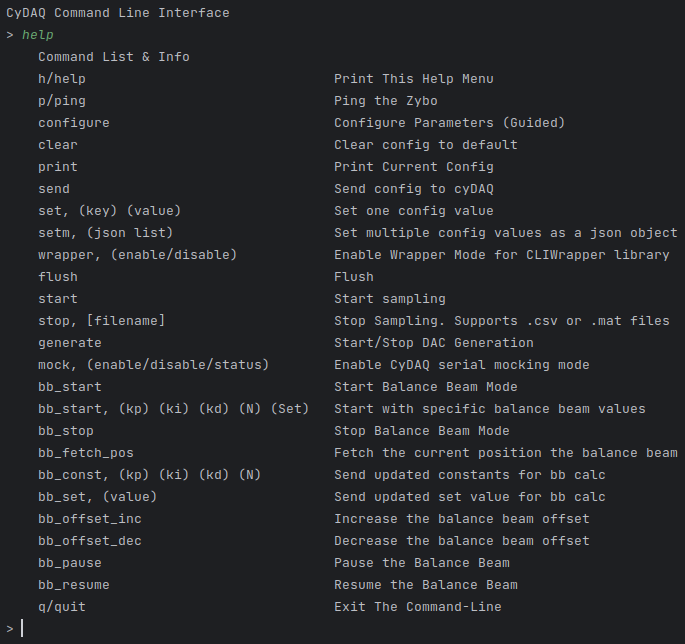 CyDAQ Command Line Interface
> help
Command List & Info
h/help Print This Help Menu
p/ping Ping the Zybo
configure Configure Parameters (Guided)
clear Clear config to default
print Print Current Config
send Send config to cyDAQ
set, (key) (value) Set one config value
setm, (json list) Set multiple config values as a json object
wrapper, (enable/disable) Enable Wrapper Mode for CLIWrapper library
flush Flush
start Start sampling
stop, [filename] Stop Sampling. Supports .csv or .mat files
generate Start/Stop DAC Generation
mock, (enable/disable/status) Enable CyDAQ serial mocking mode
bb_start Start Balance Beam Mode
bb_start, (kp) (ki) (kd) (N) (Set) Start with specific balance beam values
bb_stop Stop Balance Beam Mode
bb_fetch_pos Fetch the current position the balance beam
bb_const, (kp) (ki) (kd) (N) Send updated constants for bb calc
bb_set, (value) Send updated set value for bb calc
bb_offset_inc Increase the balance beam offset
bb_offset_dec Decrease the balance beam offset
bb_pause Pause the Balance Beam
bb_resume Resume the Balance Beam
q/quit Exit The Command-Line
>